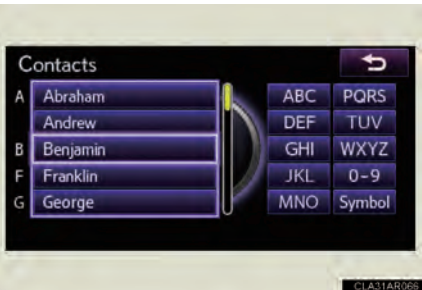 Contacts
A Abraham
Andrew
B Benjamin
F Franklin
G George
ABC PQRS
DEF TUV
GHI WXYZ
JKL 0-9
MNO Symbol
CLA31AR066